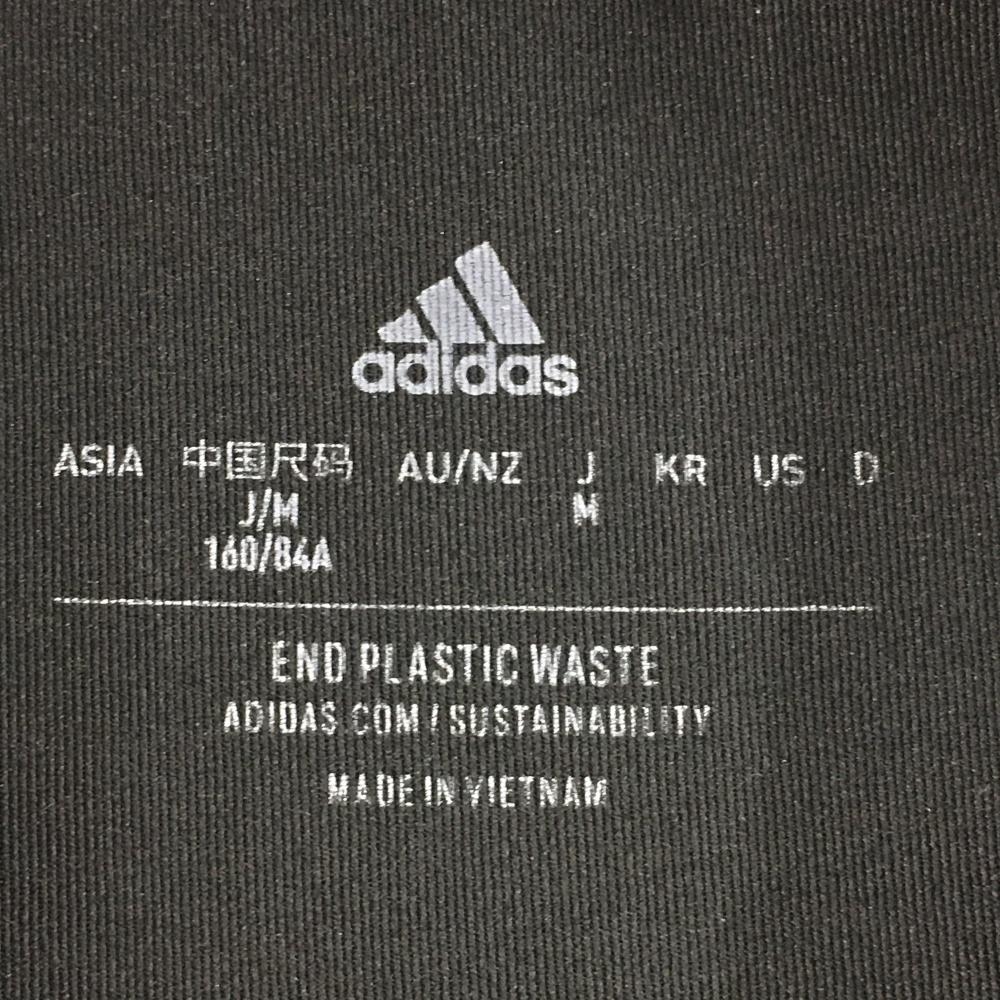 adidas
ASIA 中国尺码 AU/NZ J KR US D
J/M M
160/84A
END PLASTIC WASTE
ADIDAS.COM/SUSTAINABILITY
MADE IN VIETNAM